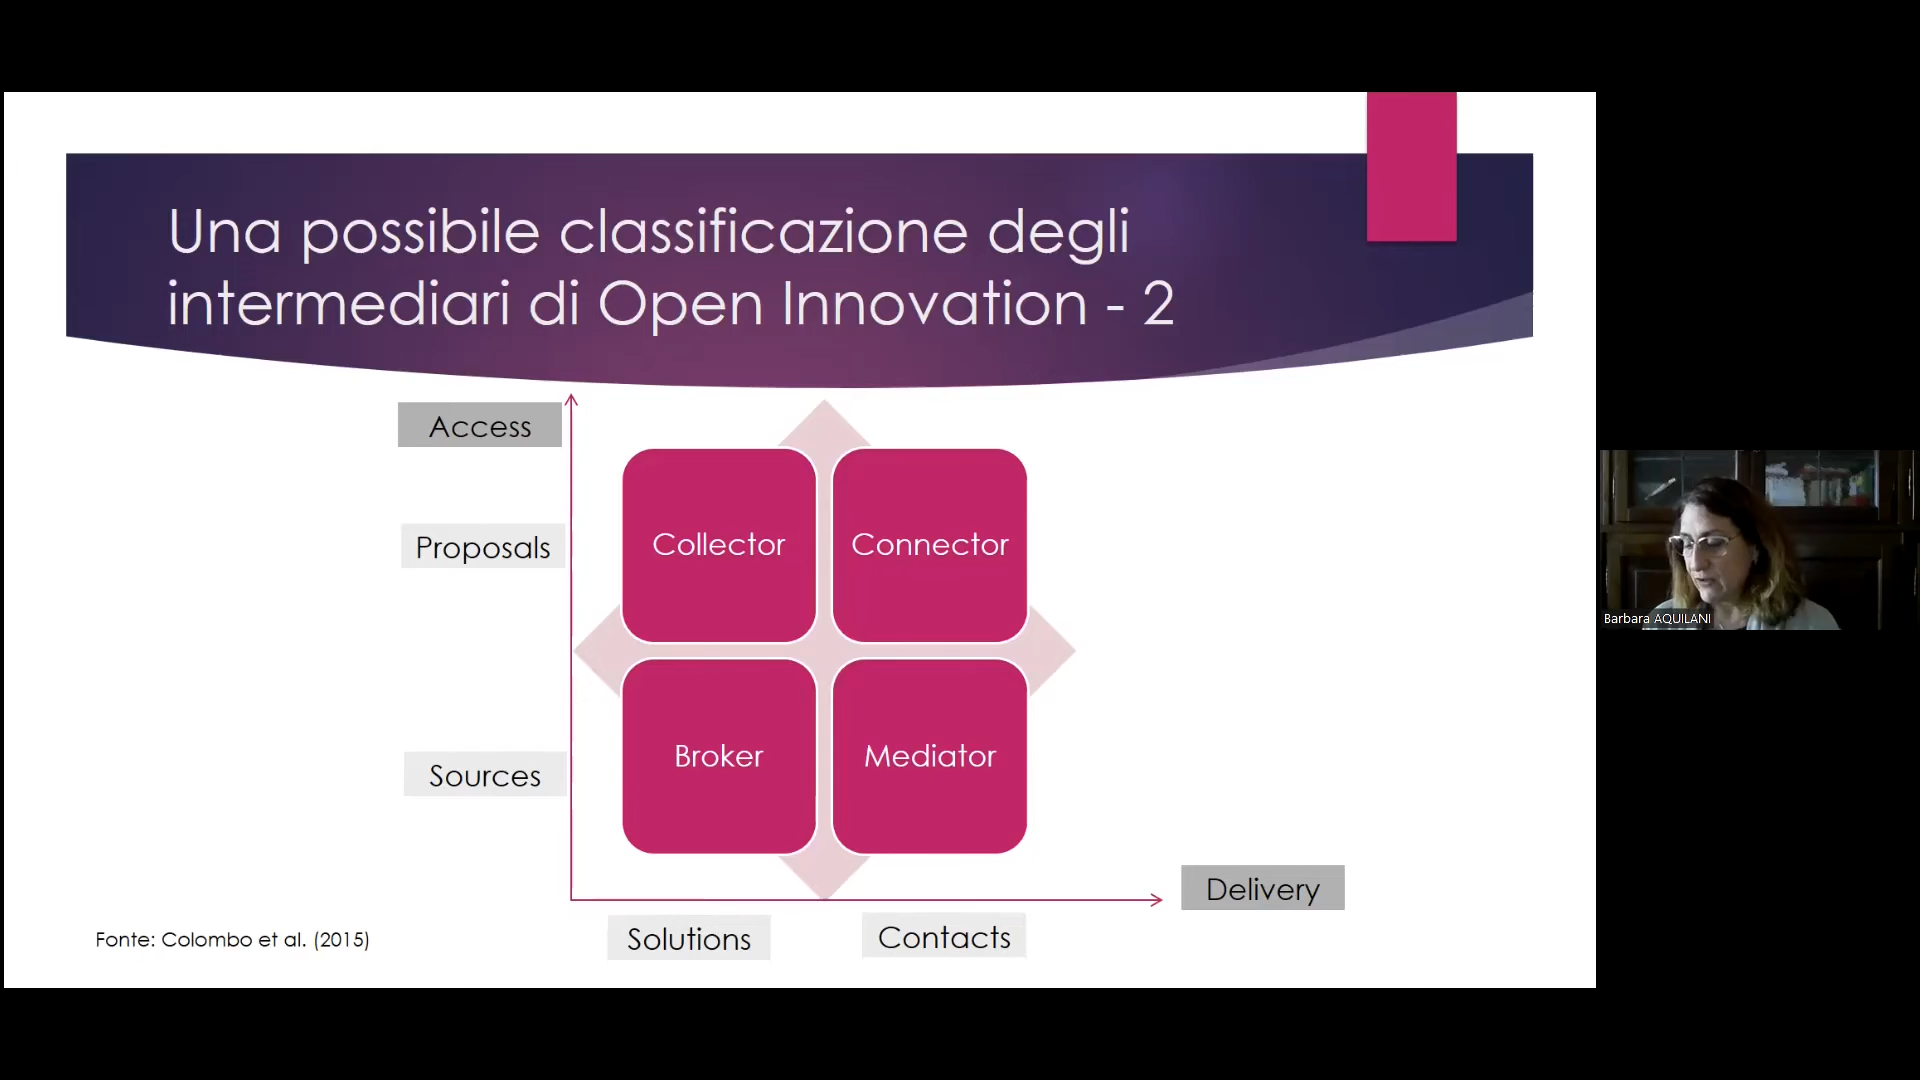 Una possibile classificazione degli
intermediari di Open Innovation - 2
Access
Proposals
Collector
Connector
Sources
Broker
Mediator
Delivery
Solutions
Contacts
Fonte: Colombo et al. (2015)
Barbara AQUILANI